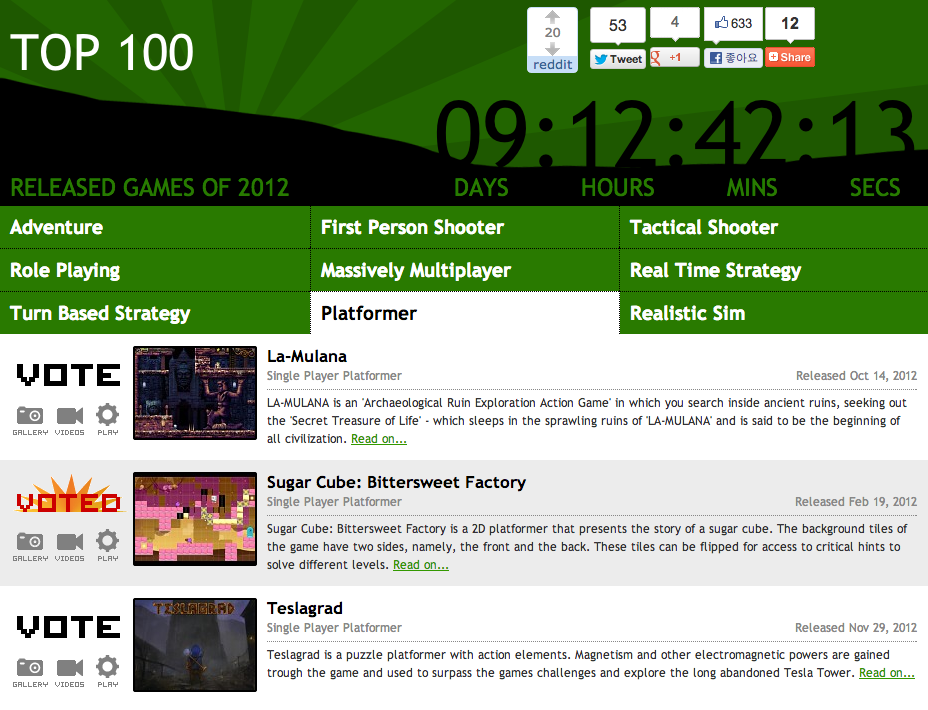 TOP 100
20
reddit
53
Tweet
4
+1
633
좋아요
12
Share
09:12:42:13
RELEASED GAMES OF 2012 DAYS HOURS MINS SECS
Adventure First Person Shooter Tactical Shooter
Role Playing Massively Multiplayer Real Time Strategy
Turn Based Strategy Platformer Realistic Sim
VOTE
GALLERY VIDEOS PLAY
La-Mulana
Single Player Platformer Released Oct 14, 2012
LA-MULANA is an 'Archaeological Ruin Exploration Action Game' in which you search inside ancient ruins, seeking out
the 'Secret Treasure of Life' - which sleeps in the sprawling ruins of 'LA-MULANA' and is said to be the beginning of
all civilization. Read on...
VOTED
GALLERY VIDEOS PLAY
Sugar Cube: Bittersweet Factory
Single Player Platformer Released Feb 19, 2012
Sugar Cube: Bittersweet Factory is a 2D platformer that presents the story of a sugar cube. The background tiles of
the game have two sides, namely, the front and the back. These tiles can be flipped for access to critical hints to
solve different levels. Read on...
VOTE
GALLERY VIDEOS PLAY
TESLAGRAD
Teslagrad
Single Player Platformer Released Nov 29, 2012
Teslagrad is a puzzle platformer with action elements. Magnetism and other electromagnetic powers are gained
trough the game and used to surpass the games challenges and explore the long abandoned Tesla Tower. Read on...